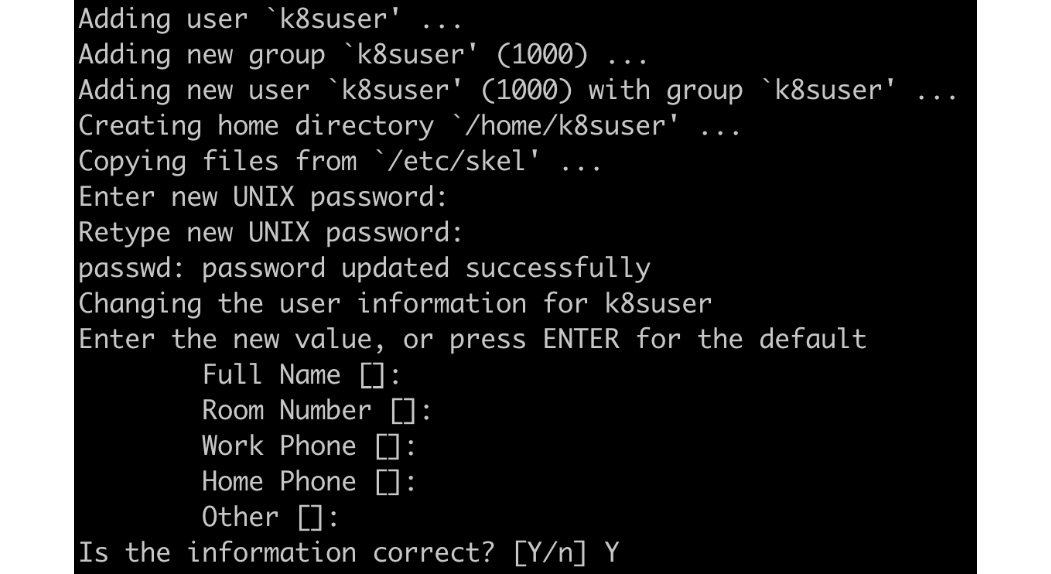 Adding user `k8suser' ...
Adding new group `k8suser' (1000) ...
Adding new user `k8suser' (1000) with group `k8suser' ...
Creating home directory `/home/k8suser' ...
Copying files from `/etc/skel' ...
Enter new UNIX password:
Retype new UNIX password:
passwd: password updated successfully
Changing the user information for k8suser
Enter the new value, or press ENTER for the default
Full Name []:
Room Number []:
Work Phone []:
Home Phone []:
Other []:
Is the information correct? [Y/n] Y